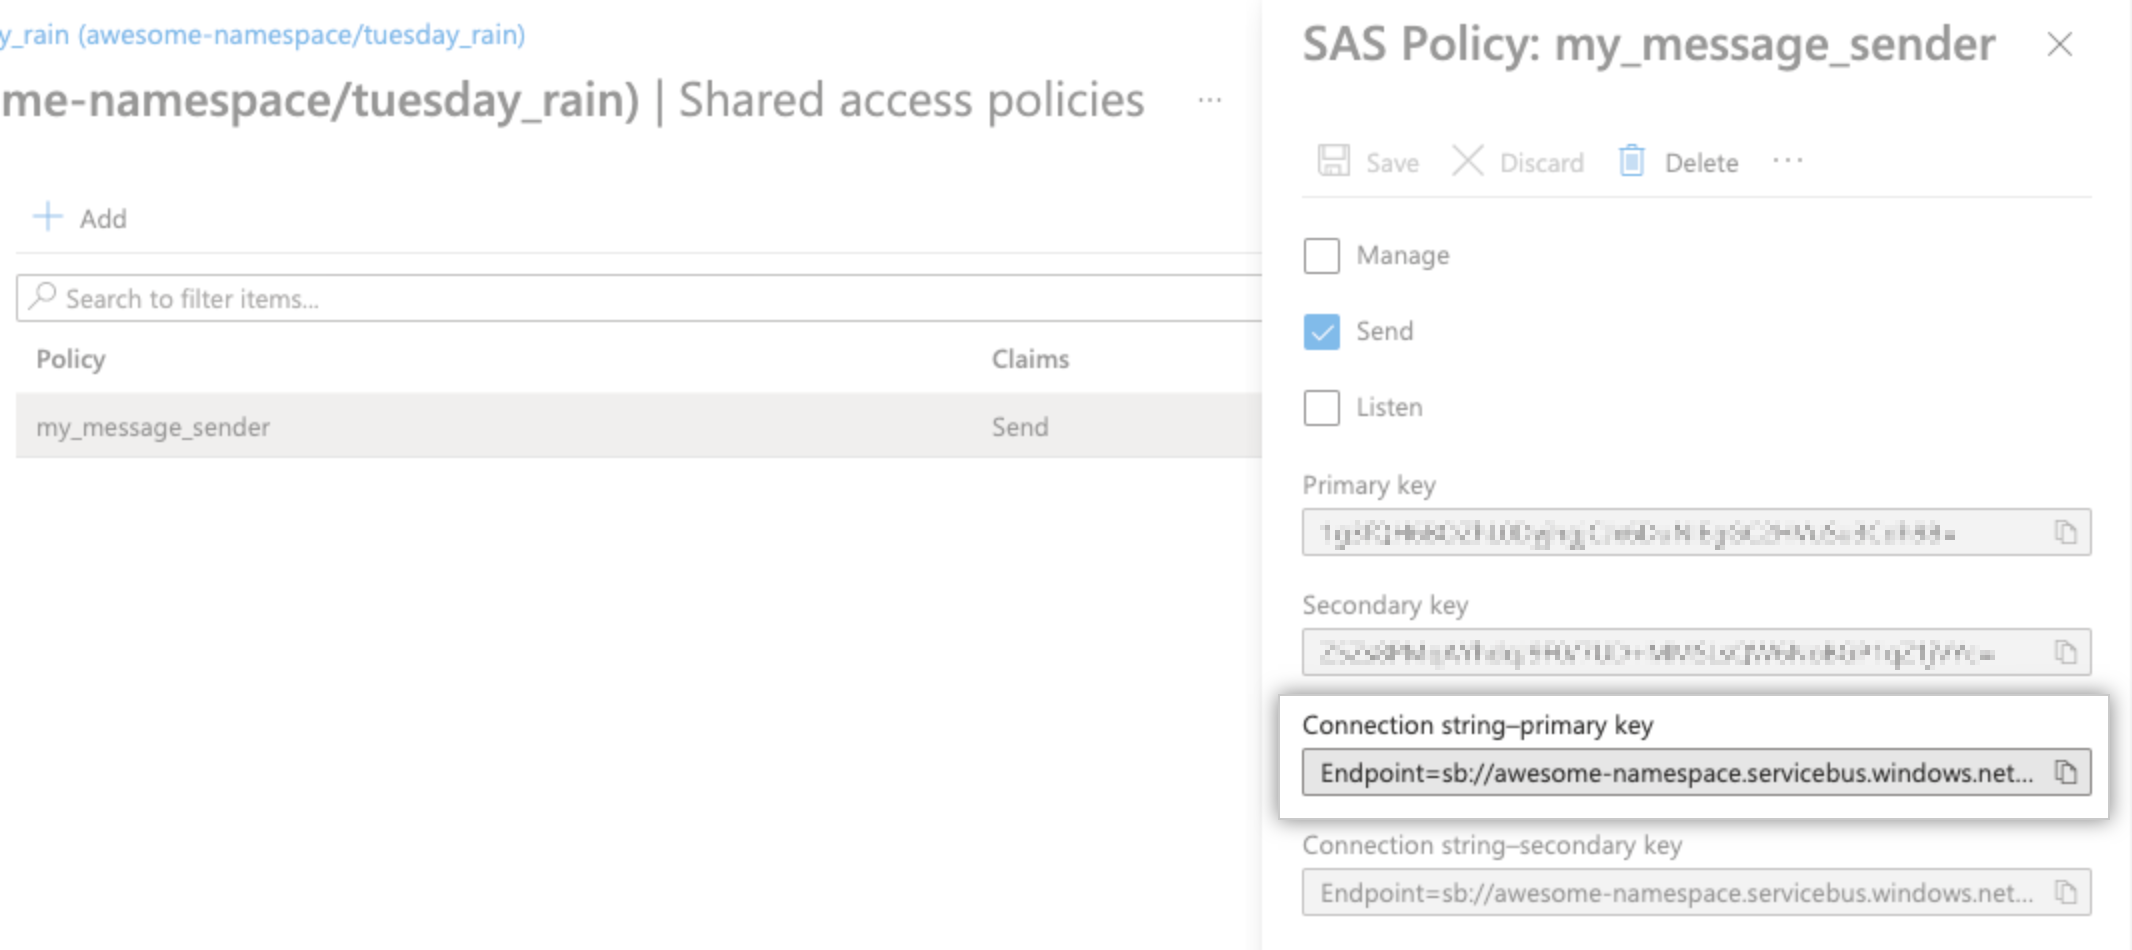 y_rain (awesome-namespace/tuesday_rain)
me-namespace/tuesday_rain) | Shared access policies ...
Add
Search to filter items...
Policy Claims
my_message_sender Send
SAS Policy: my_message_sender
Save Discard Delete ...
Manage
Send
Listen
Primary key
Secondary key
Connection string–primary key
Endpoint=sb://awesome-namespace.servicebus.windows.net...
Connection string–secondary key
Endpoint=sb://awesome-namespace.servicebus.windows.net...